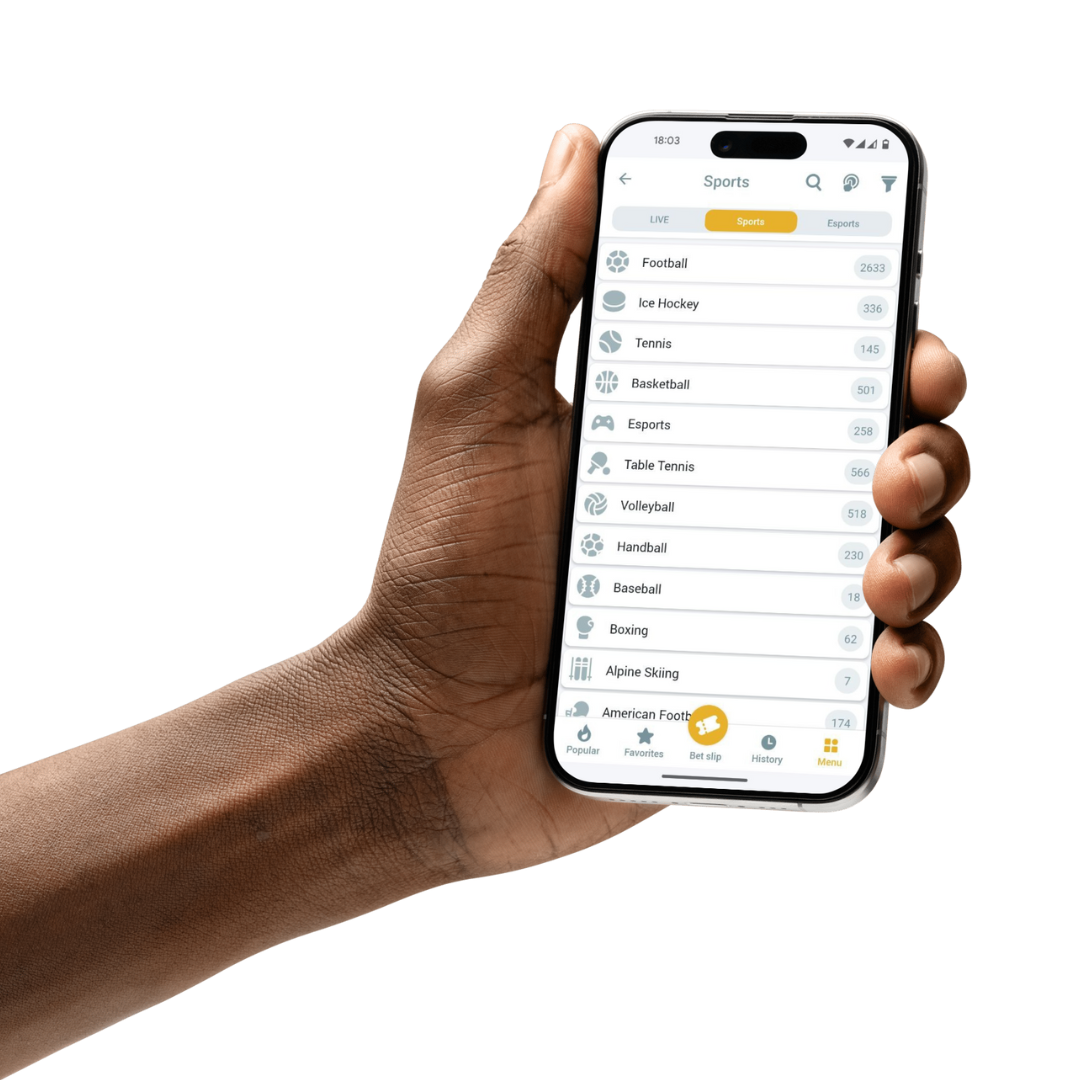 18:03
Sports
LIVE Sports Esports
Football 2633
Ice Hockey 336
Tennis 145
Basketball 501
Esports 258
Table Tennis 566
Volleyball 518
Handball 230
Baseball 18
Boxing 62
Alpine Skiing 7
American Footb 174
Popular Favorites Bet slip History Menu